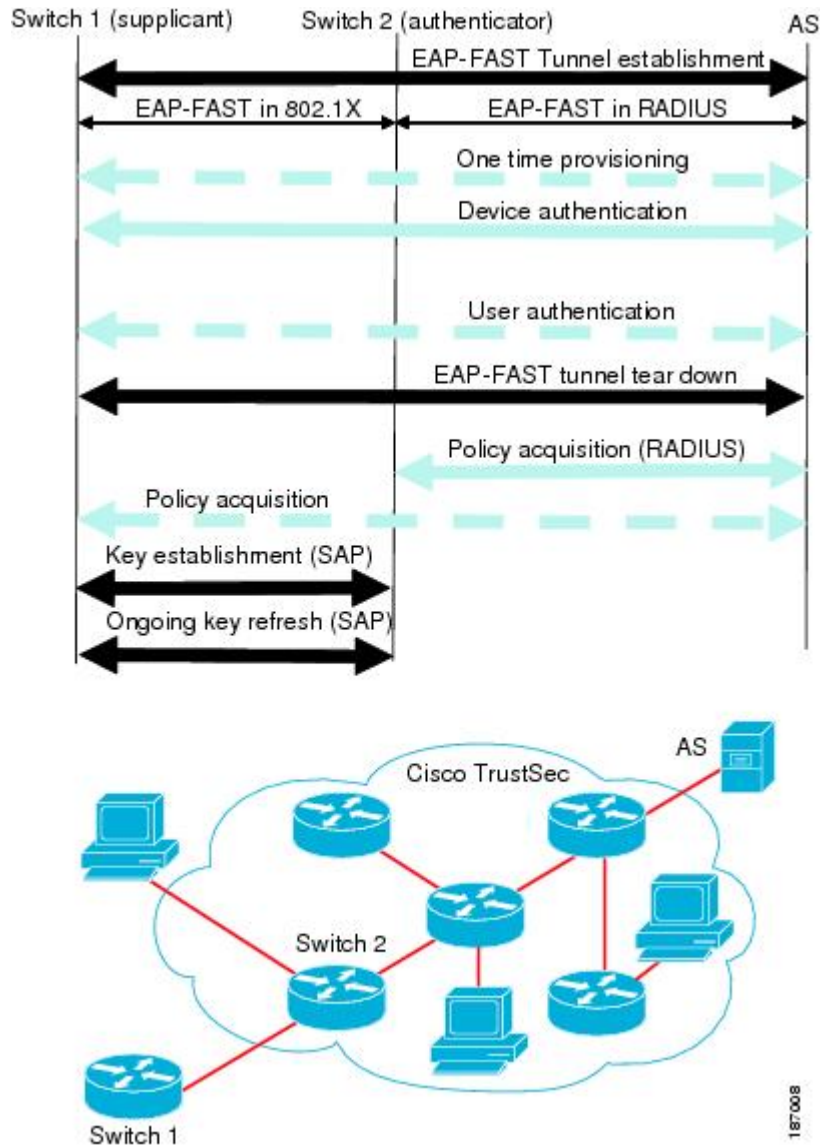 Switch 1 (supplicant)
Switch 2 (authenticator)
AS
EAP-FAST Tunnel establishment
EAP-FAST in 802.1X
EAP-FAST in RADIUS
One time provisioning
Device authentication
User authentication
EAP-FAST tunnel tear down
Policy acquisition (RADIUS)
Policy acquisition
Key establishment (SAP)
Ongoing key refresh (SAP)
AS
Cisco TrustSec
Switch 2
Switch 1
187008